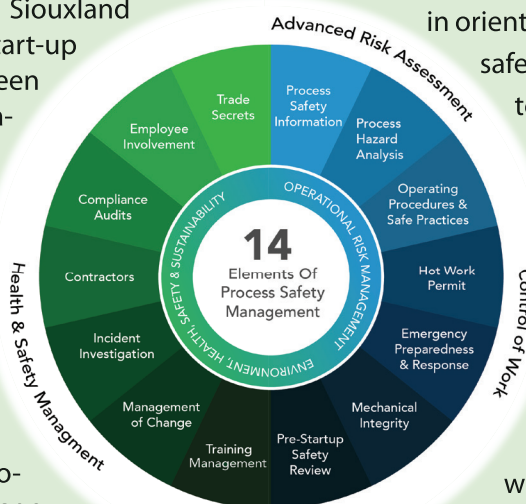 Siouxland
tart-up
een
n-
in orient
safe
t
Advanced Risk Assessment
Control of Work
Health & Safety Managment
Process
Safety
Information
Process
Hazard
Analysis
Operating
Procedures &
Safe Practices
Hot Work
Permit
Emergency
Preparedness
& Response
Mechanical
Integrity
Pre-Startup
Safety
Review
Training
Management
Management
of Change
Incident
Investigation
Contractors
Compliance
Audits
Employee
Involvement
Trade
Secrets
OPERATIONAL RISK MANAGEMENT
ENVIRONMENT, HEALTH, SAFETY & SUSTAINABILITY
14
Elements Of
Process Safety
Management
o-
w